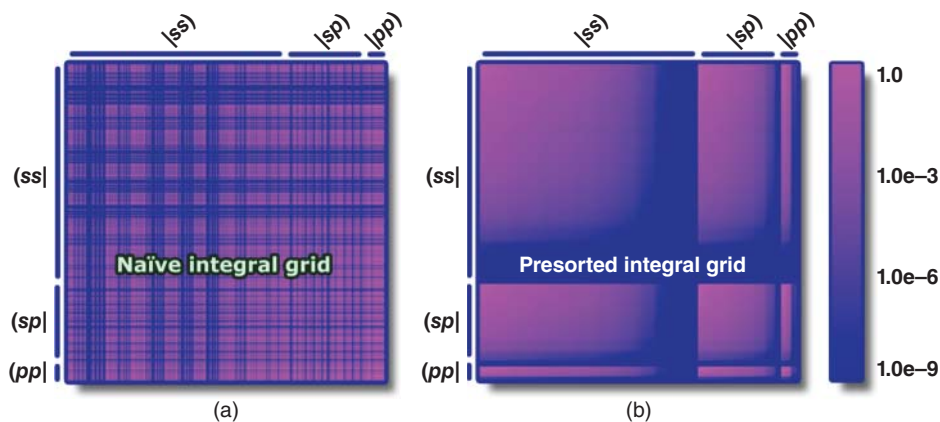 |ss) |sp) |pp)
|ss) |sp) |pp)
1.0
1.0e–3
1.0e–6
1.0e–9
(ss|
(sp|
(pp|
Naïve integral grid
(ss|
(sp|
(pp|
Presorted integral grid
(a)
(b)